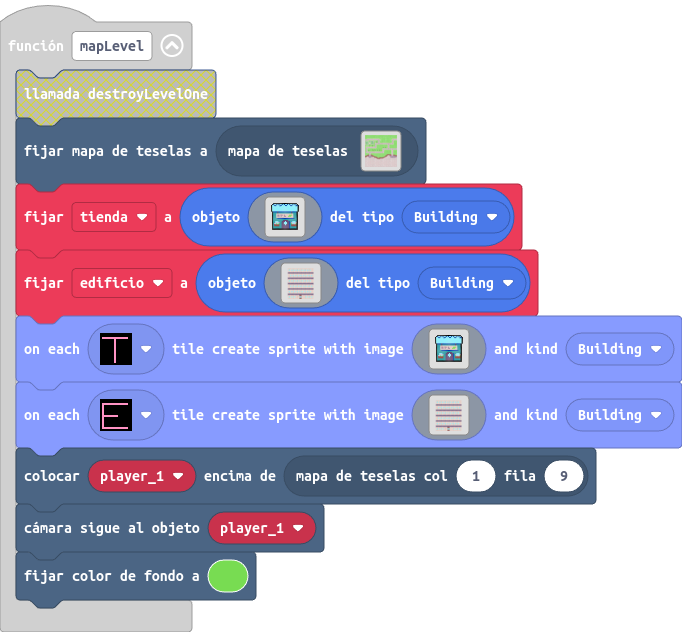 función mapLevel
llamada destroyLevelOne
fijar mapa de teselas a mapa de teselas
fijar tienda a objeto del tipo Building
fijar edificio a objeto del tipo Building
on each T tile create sprite with image and kind Building
on each E tile create sprite with image and kind Building
colocar player_1 encima de mapa de teselas col 1 fila 9
cámara sigue al objeto player_1
fijar color de fondo a